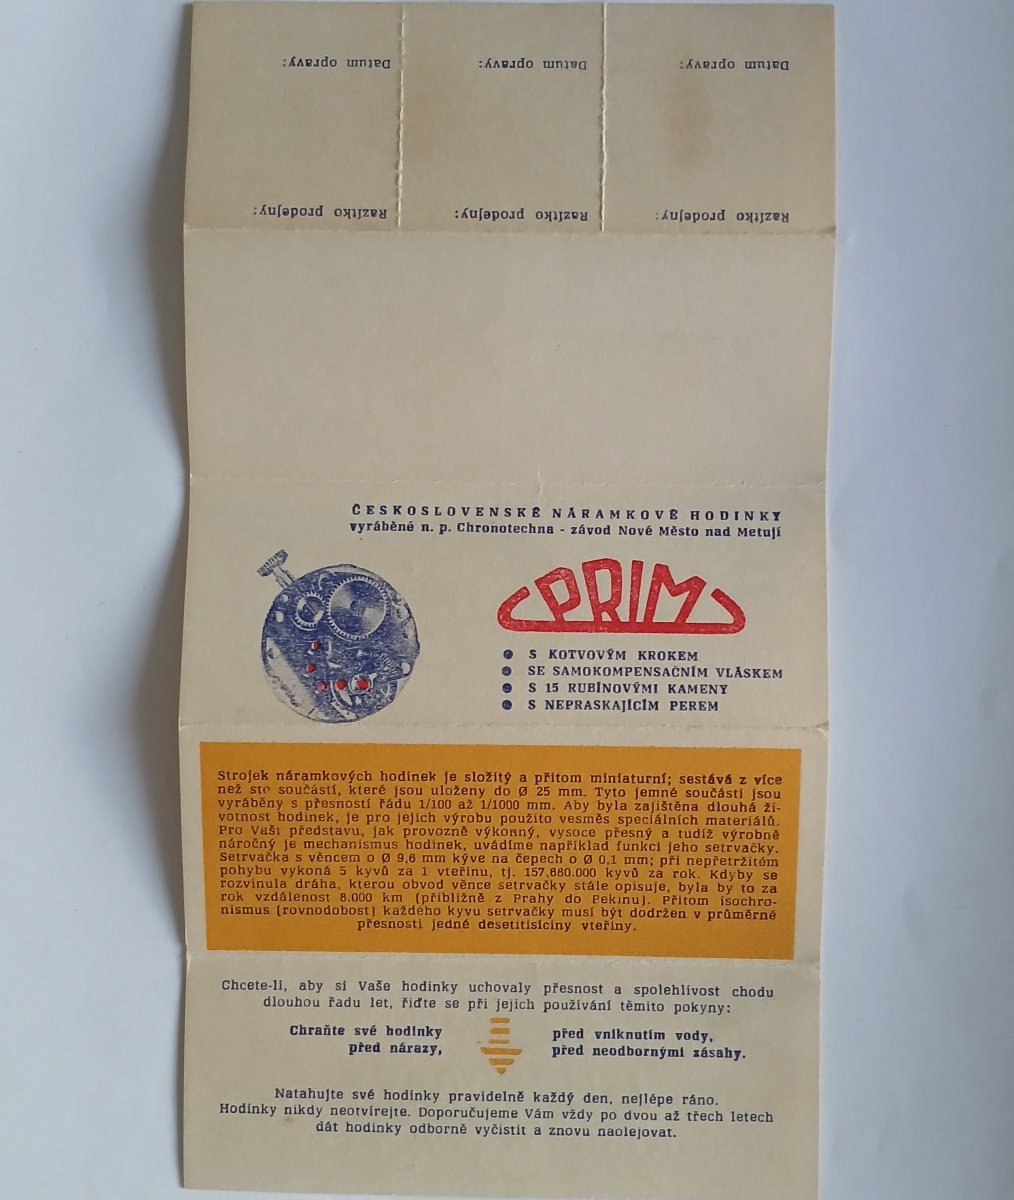 Datum opravy: Datum opravy: Datum opravy:
Razítko prodejny: Razítko prodejny: Razítko prodejny:
ČESKOSLOVENSKÉ NÁRAMKOVÉ HODINKY
vyráběné n. p. Chronotechna - závod Nové Město nad Metují
PRIM
S KOTVOVÝM KROKEM
SE SAMOKOMPENSAČNÍM VLÁSKEM
S 15 RUBÍNOVÝMI KAMENY
S NEPRASKAJÍCÍM PEREM
Strojek náramkových hodinek je složitý a přitom miniaturní; sestává z více
než sto součástí, které jsou uloženy do Ø 25 mm. Tyto jemné součásti jsou
vyráběny s přesností řádu 1/100 až 1/1000 mm. Aby byla zajištěna dlouhá ži-
votnost hodinek, je pro jejich výrobu použito vesměs speciálních materiálů.
Pro Vaši představu, jak provozně výkonný, vysoce přesný a tudíž výrobně
náročný je mechanismus hodinek, uvádíme například funkci jeho setrvačky.
Setrvačka s věncem o Ø 9,6 mm kýve na čepech o Ø 0,1 mm; při nepřetržitém
pohybu vykoná 5 kyvů za 1 vteřinu, tj. 157,680.000 kyvů za rok. Kdyby se
rozvinula dráha, kterou obvod věnce setrvačky stále opisuje, byla by to za
rok vzdálenost 8.000 km (přibližně z Prahy do Pekinu). Přitom isochro-
nismus (rovnodobost) každého kyvu setrvačky musí být dodržen v průměrné
přesnosti jedné desetitisíciny vteřiny.
Chcete-li, aby si Vaše hodinky uchovaly přesnost a spolehlivost chodu
dlouhou řadu let, řiďte se při jejich používání těmito pokyny:
Chraňte své hodinky před vniknutím vody,
před nárazy, před neodbornými zásahy.
Natahujte své hodinky pravidelně každý den, nejlépe ráno.
Hodinky nikdy neotvírejte. Doporučujeme Vám vždy po dvou až třech letech
dát hodinky odborně vyčistit a znovu naolejovat.